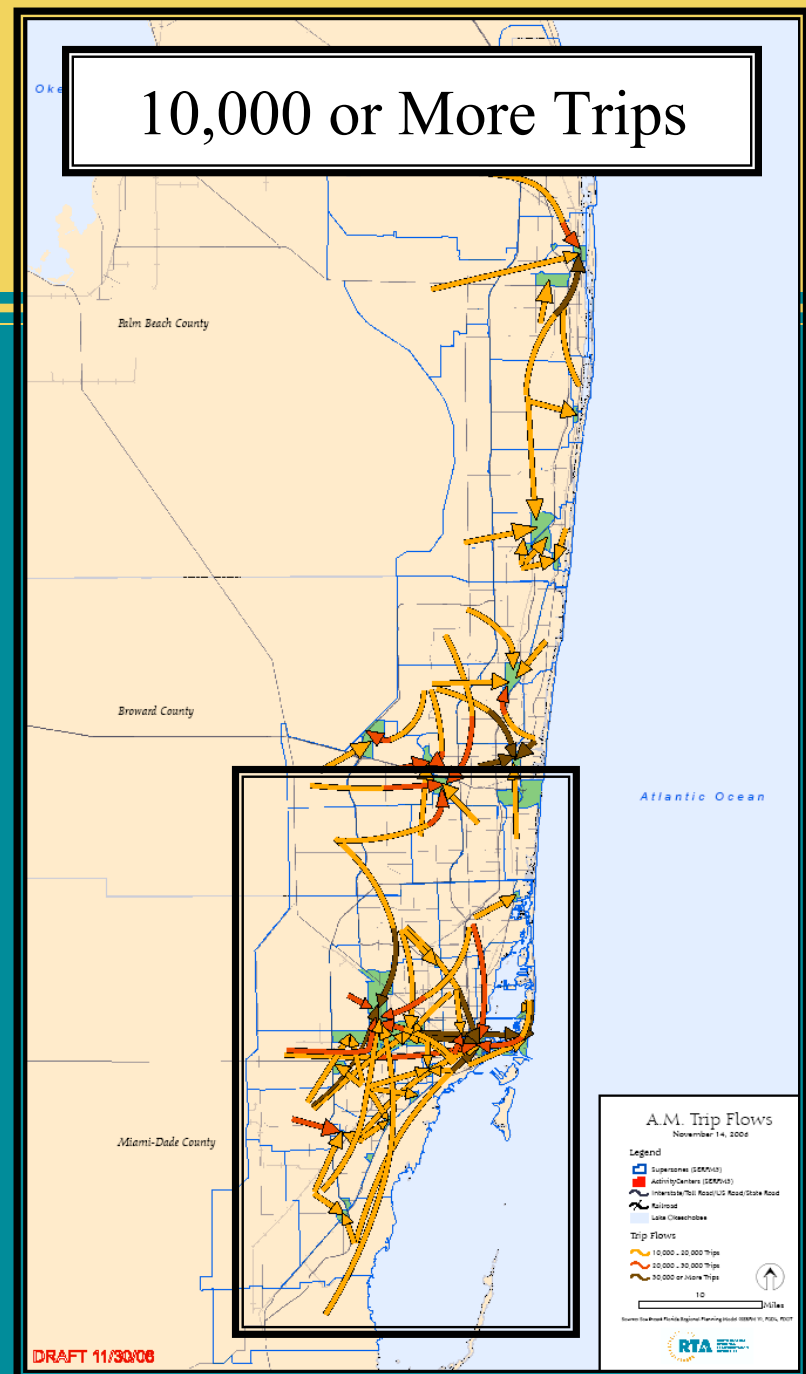 10,000 or More Trips
Oke
Palm Beach County
Broward County
Atlantic Ocean
Miami-Dade County
A.M. Trip Flows
November 14, 2006
Legend
Superzones (SERPM5)
ActivityCenters (SERPM5)
Interstate/Toll Road/US Road/State Road
Railroad
Lake Okeechobee
Trip Flows
10,000 - 20,000 Trips
20,000 - 30,000 Trips
30,000 or More Trips
10
Miles
RTA
DRAFT 11/30/06